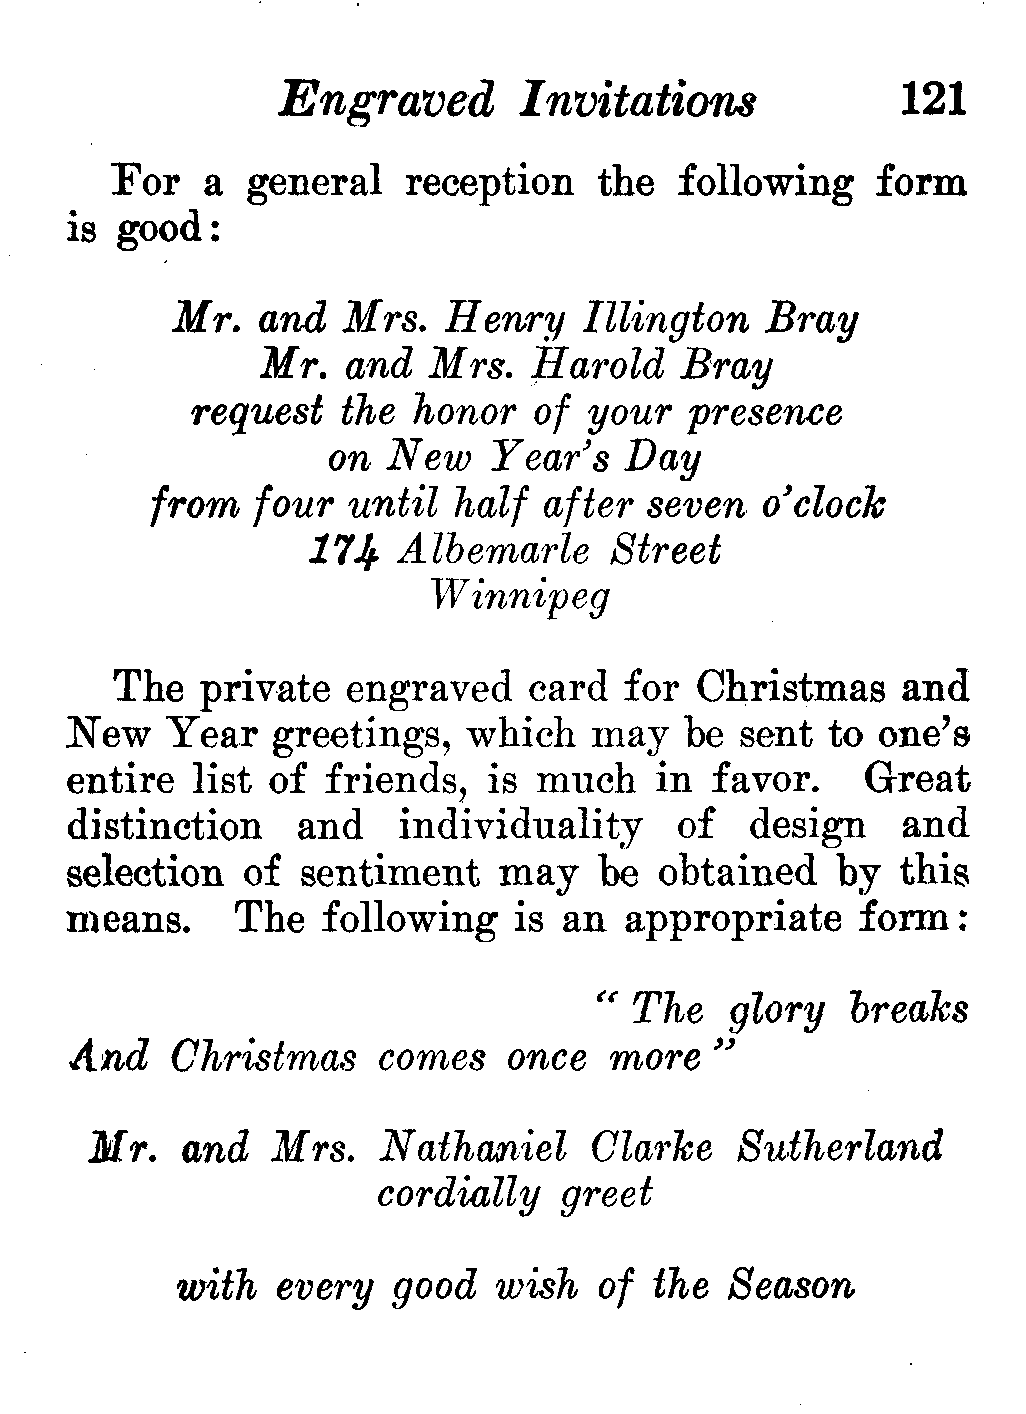 Engraved Invitations 121
For a general reception the following form
is good:
Mr. and Mrs. Henry Illington Bray
Mr. and Mrs. Harold Bray
request the honor of your presence
on New Year's Day
from four until half after seven o'clock
174 Albemarle Street
Winnipeg
The private engraved card for Christmas and
New Year greetings, which may be sent to one's
entire list of friends, is much in favor. Great
distinction and individuality of design and
selection of sentiment may be obtained by this
means. The following is an appropriate form:
" The glory breaks
And Christmas comes once more "
Mr. and Mrs. Nathaniel Clarke Sutherland
cordially greet
with every good wish of the Season